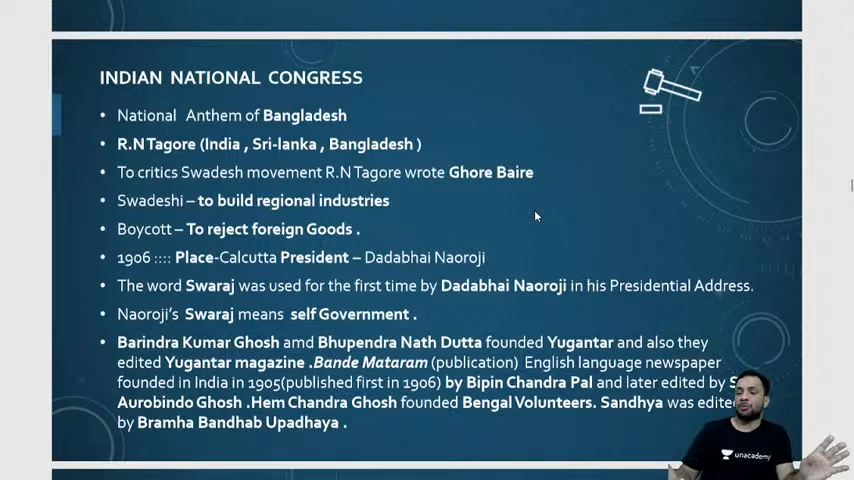 INDIAN NATIONAL CONGRESS
• National Anthem of Bangladesh
• R.N Tagore (India , Sri-lanka , Bangladesh )
• To critics Swadesh movement R.N Tagore wrote Ghore Baire
• Swadeshi – to build regional industries
• Boycott – To reject foreign Goods .
• 1906 :::: Place-Calcutta President – Dadabhai Naoroji
• The word Swaraj was used for the first time by Dadabhai Naoroji in his Presidential Address.
• Naoroji's Swaraj means self Government .
• Barindra Kumar Ghosh amd Bhupendra Nath Dutta founded Yugantar and also they
edited Yugantar magazine .Bande Mataram (publication) English language newspaper
founded in India in 1905(published first in 1906) by Bipin Chandra Pal and later edited by
Aurobindo Ghosh .Hem Chandra Ghosh founded Bengal Volunteers. Sandhya was edited
by Bramha Bandhab Upadhaya .
unacademy